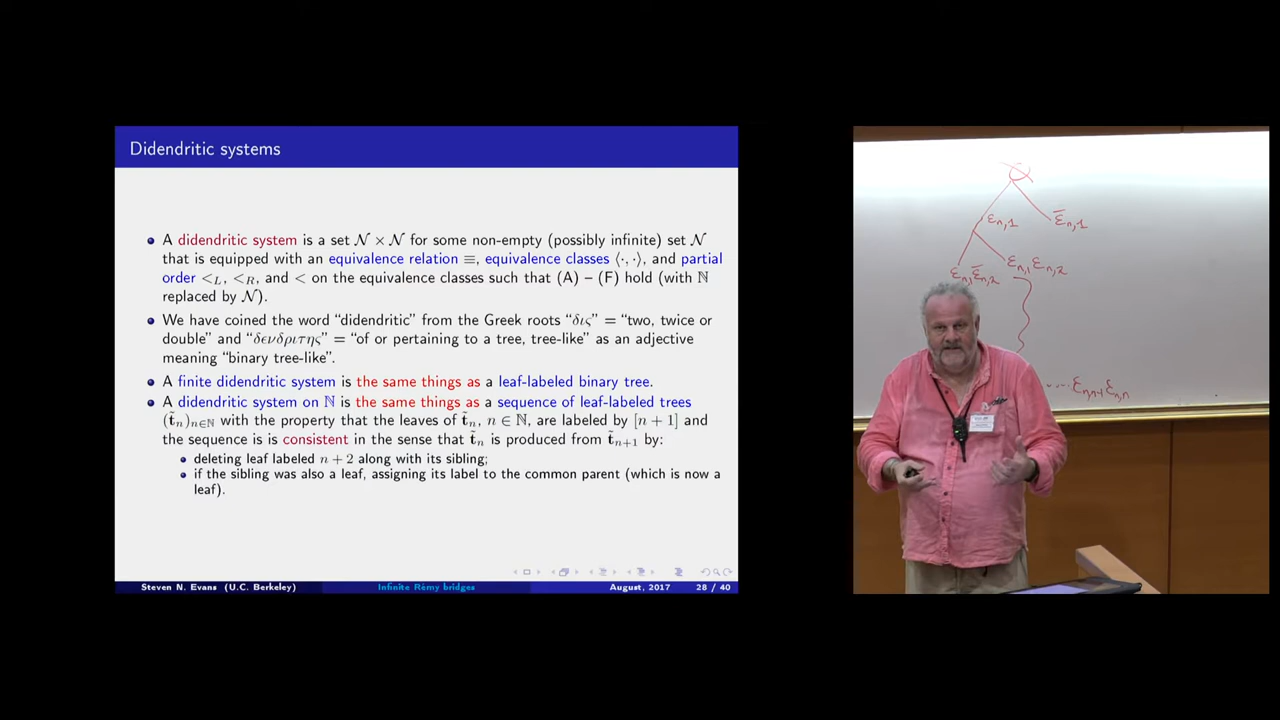 Didendritic systems
A didendritic system is a set 𝒩 × 𝒩 for some non-empty (possibly infinite) set 𝒩
that is equipped with an equivalence relation ≡, equivalence classes ⟨·, ·⟩, and partial
order <_L, <_R, and < on the equivalence classes such that (A) – (F) hold (with ℕ
replaced by 𝒩).
We have coined the word “didendritic” from the Greek roots “δις” = “two, twice or
double” and “δενδριτης” = “of or pertaining to a tree, tree-like” as an adjective
meaning “binary tree-like”.
A finite didendritic system is the same things as a leaf-labeled binary tree.
A didendritic system on ℕ is the same things as a sequence of leaf-labeled trees
(t̃_n)_{n∈ℕ} with the property that the leaves of t̃_n, n ∈ ℕ, are labeled by [n + 1] and
the sequence is is consistent in the sense that t̃_n is produced from t̃_{n+1} by:
deleting leaf labeled n + 2 along with its sibling;
if the sibling was also a leaf, assigning its label to the common parent (which is now a
leaf).
Steven N. Evans (U.C. Berkeley) Infinite Rémy bridges August, 2017 28 / 40
ε_{n,1} ε̄_{n,1}
ε_{n,1} ε_{n,2}